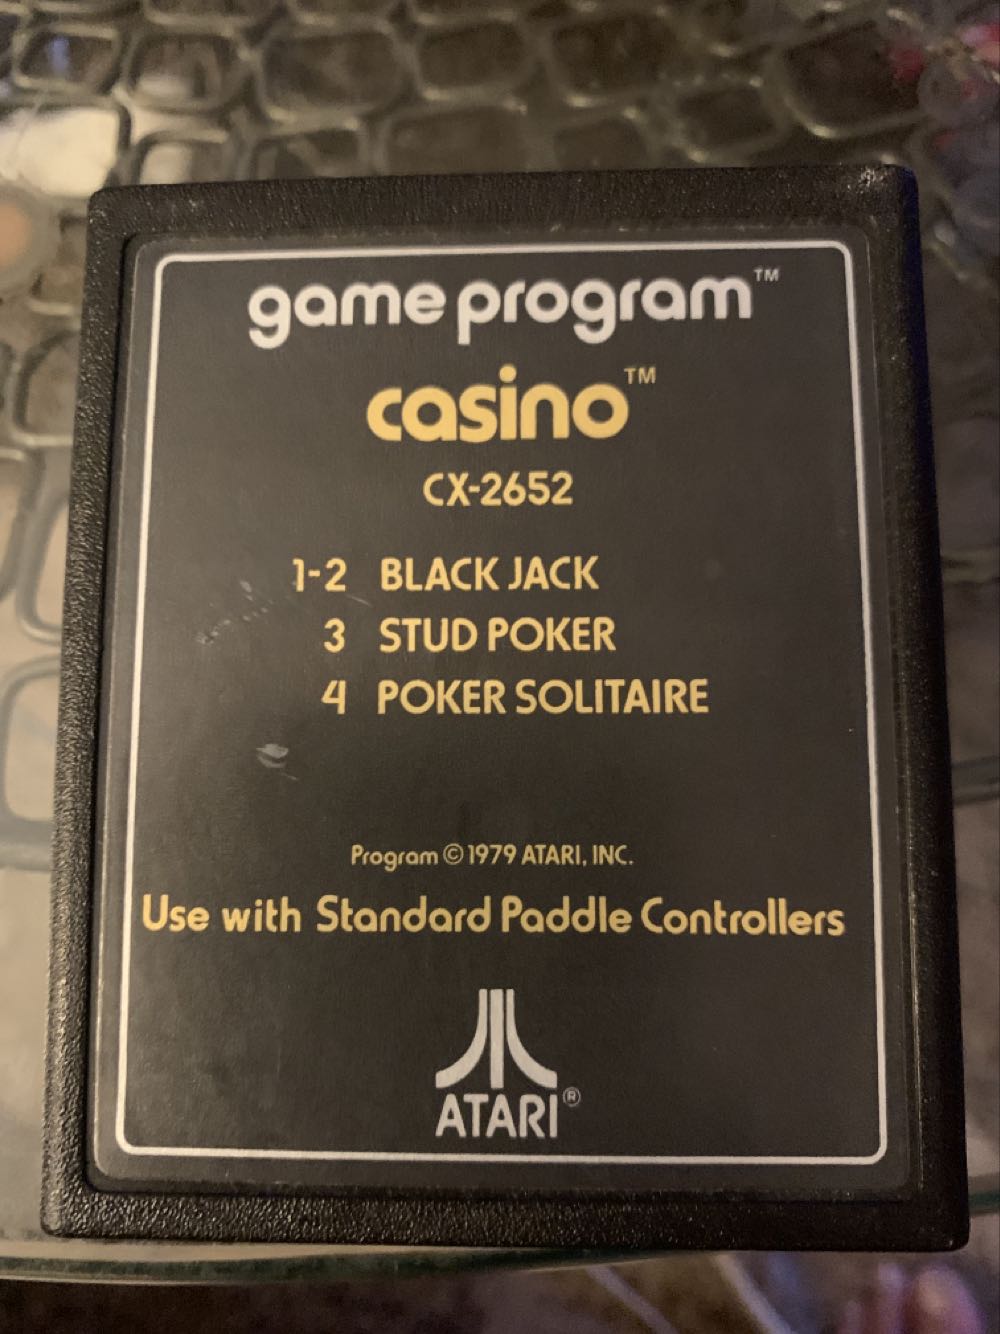 game program™
casino™
CX-2652
1-2 BLACK JACK
3 STUD POKER
4 POKER SOLITAIRE
Program © 1979 ATARI, INC.
Use with Standard Paddle Controllers
ATARI®